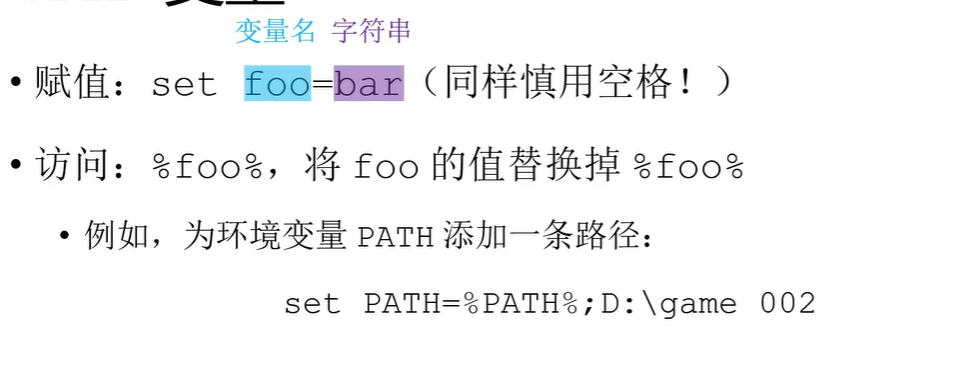 变量名 字符串
• 赋值：set foo=bar（同样慎用空格！）
• 访问：%foo%，将 foo 的值替换掉 %foo%
• 例如，为环境变量 PATH 添加一条路径：
set PATH=%PATH%;D:\game 002